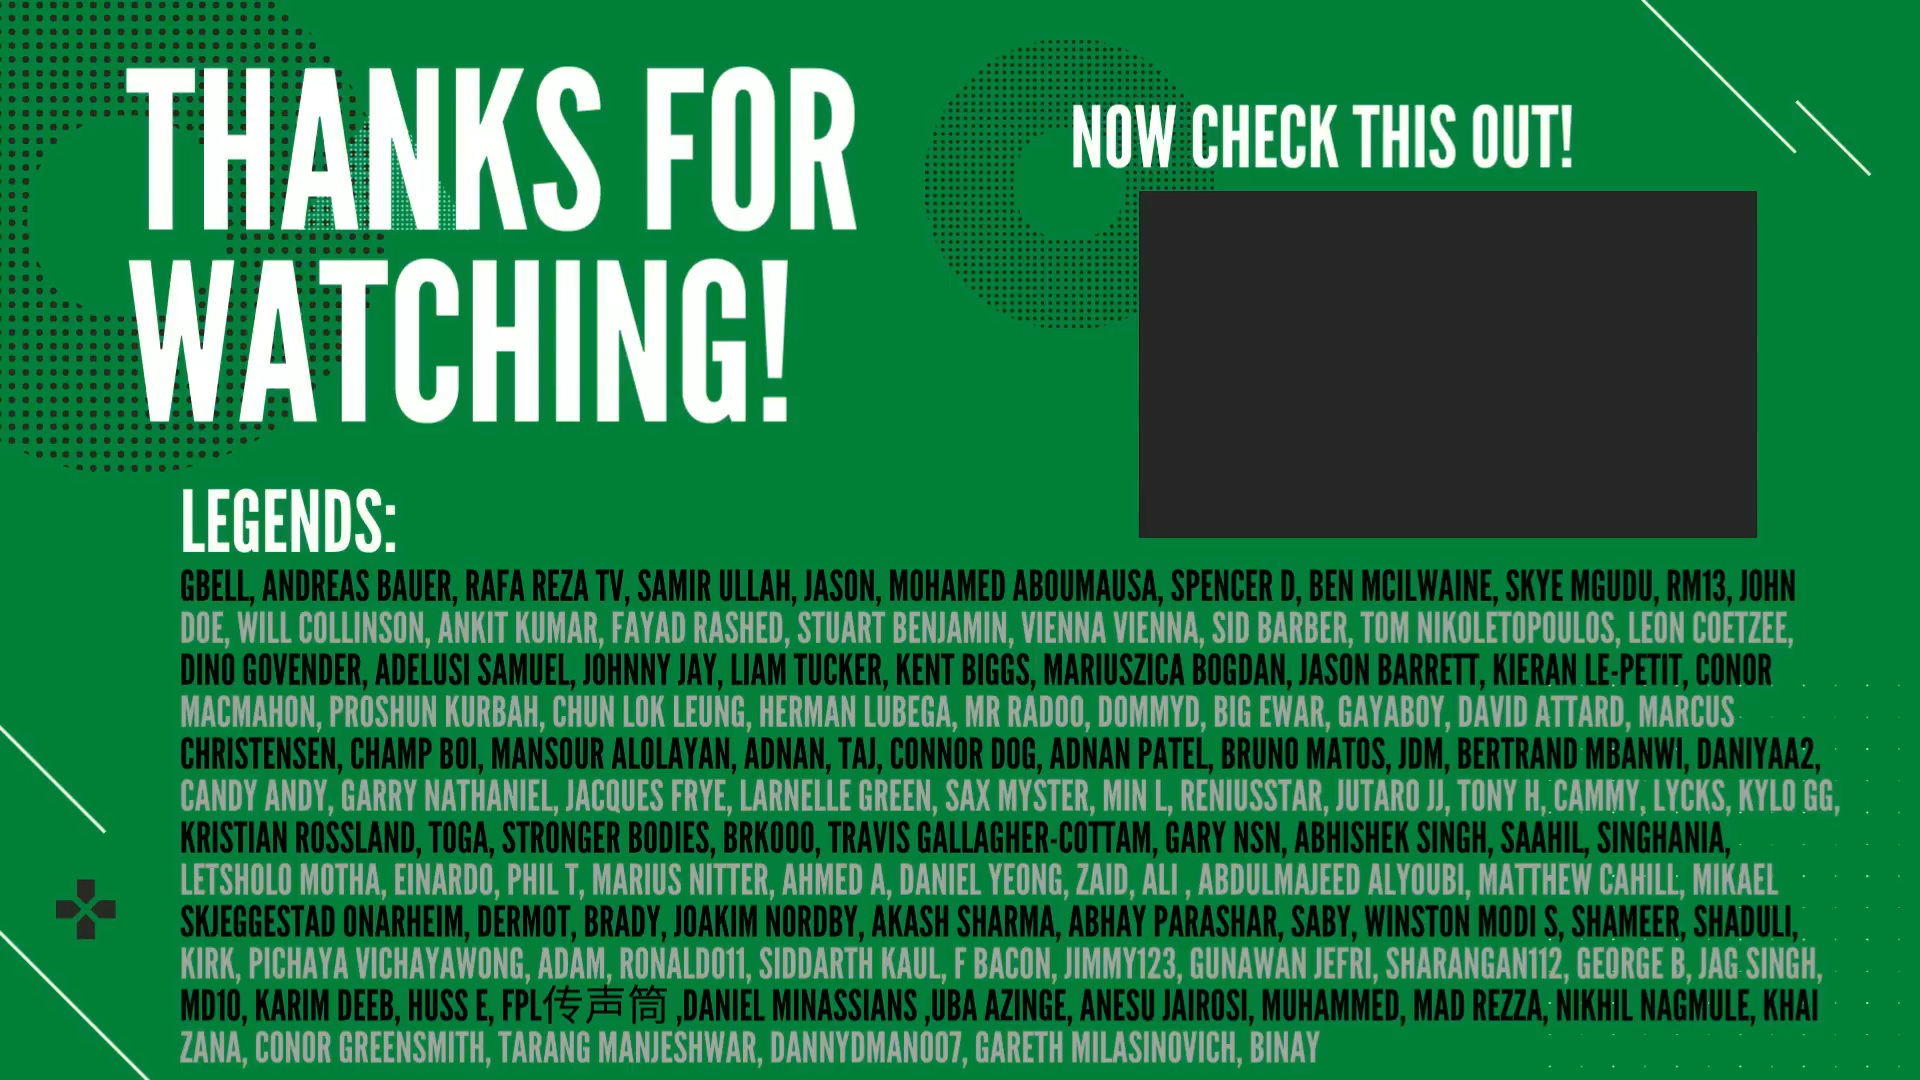 THANKS FOR
WATCHING!
NOW CHECK THIS OUT!
LEGENDS:
GBELL, ANDREAS BAUER, RAFA REZA TV, SAMIR ULLAH, JASON, MOHAMED ABOUMAUSA, SPENCER D, BEN MCILWAINE, SKYE MGUDU, RM13, JOHN
DOE, WILL COLLINSON, ANKIT KUMAR, FAYAD RASHED, STUART BENJAMIN, VIENNA VIENNA, SID BARBER, TOM NIKOLETOPOULOS, LEON COETZEE,
DINO GOVENDER, ADELUSI SAMUEL, JOHNNY JAY, LIAM TUCKER, KENT BIGGS, MARIUSZICA BOGDAN, JASON BARRETT, KIERAN LE-PETIT, CONOR
MACMAHON, PROSHUN KURBAH, CHUN LOK LEUNG, HERMAN LUBEGA, MR RADOO, DOMMYD, BIG EWAR, GAYABOY, DAVID ATTARD, MARCUS
CHRISTENSEN, CHAMP BOI, MANSOUR ALOLAYAN, ADNAN, TAJ, CONNOR DOG, ADNAN PATEL, BRUNO MATOS, JDM, BERTRAND MBANWI, DANIYAA2,
CANDY ANDY, GARRY NATHANIEL, JACQUES FRYE, LARNELLE GREEN, SAX MYSTER, MIN L, RENIUSSTAR, JUTARO JJ, TONY H, CAMMY, LYCKS, KYLO GG,
KRISTIAN ROSSLAND, TOGA, STRONGER BODIES, BRKOOO, TRAVIS GALLAGHER-COTTAM, GARY NSN, ABHISHEK SINGH, SAAHIL, SINGHANIA,
LETSHOLO MOTHA, EINARDO, PHIL T, MARIUS NITTER, AHMED A, DANIEL YEONG, ZAID, ALI , ABDULMAJEED ALYOUBI, MATTHEW CAHILL, MIKAEL
SKJEGGESTAD ONARHEIM, DERMOT, BRADY, JOAKIM NORDBY, AKASH SHARMA, ABHAY PARASHAR, SABY, WINSTON MODI S, SHAMEER, SHADULI,
KIRK, PICHAYA VICHAYAWONG, ADAM, RONALDO11, SIDDARTH KAUL, F BACON, JIMMY123, GUNAWAN JEFRI, SHARANGAN112, GEORGE B, JAG SINGH,
MD10, KARIM DEEB, HUSS E, FPL传声筒 ,DANIEL MINASSIANS ,UBA AZINGE, ANESU JAIROSI, MUHAMMED, MAD REZZA, NIKHIL NAGMULE, KHAI
ZANA, CONOR GREENSMITH, TARANG MANJESHWAR, DANNYDMAN007, GARETH MILASINOVICH, BINAY